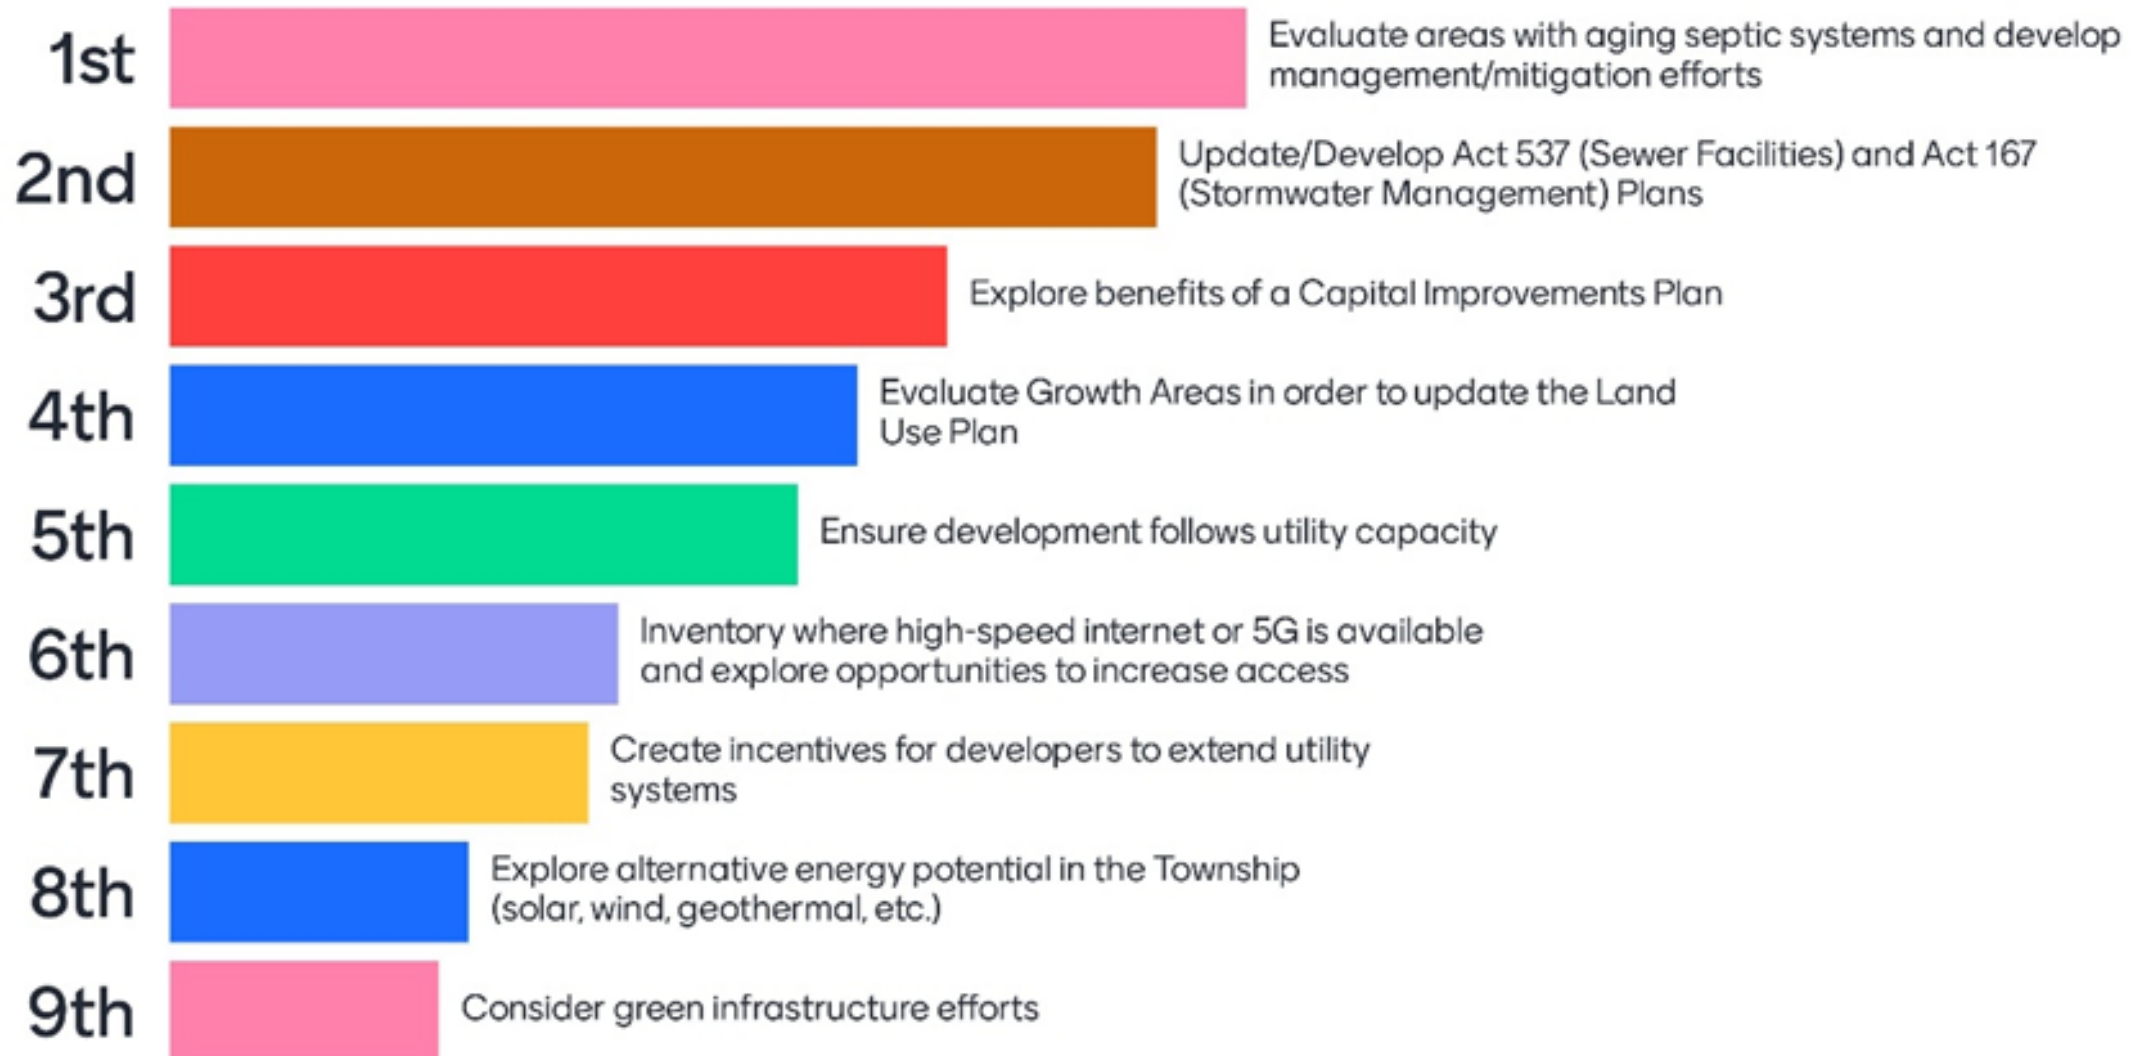 1st
Evaluate areas with aging septic systems and develop
management/mitigation efforts
2nd
Update/Develop Act 537 (Sewer Facilities) and Act 167
(Stormwater Management) Plans
3rd
Explore benefits of a Capital Improvements Plan
4th
Evaluate Growth Areas in order to update the Land
Use Plan
5th
Ensure development follows utility capacity
6th
Inventory where high-speed internet or 5G is available
and explore opportunities to increase access
7th
Create incentives for developers to extend utility
systems
8th
Explore alternative energy potential in the Township
(solar, wind, geothermal, etc.)
9th
Consider green infrastructure efforts